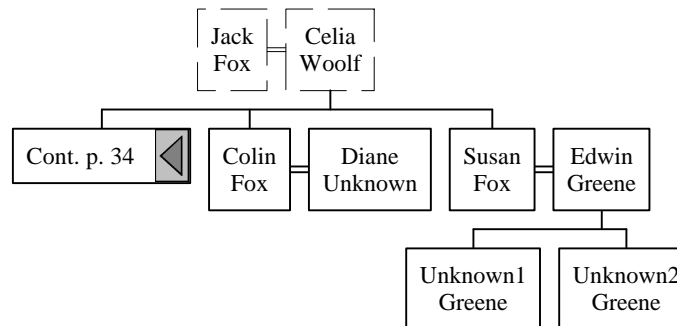 Jack
Fox
Celia
Woolf
Cont. p. 34
Colin
Fox
Diane
Unknown
Susan
Fox
Edwin
Greene
Unknown1
Greene
Unknown2
Greene